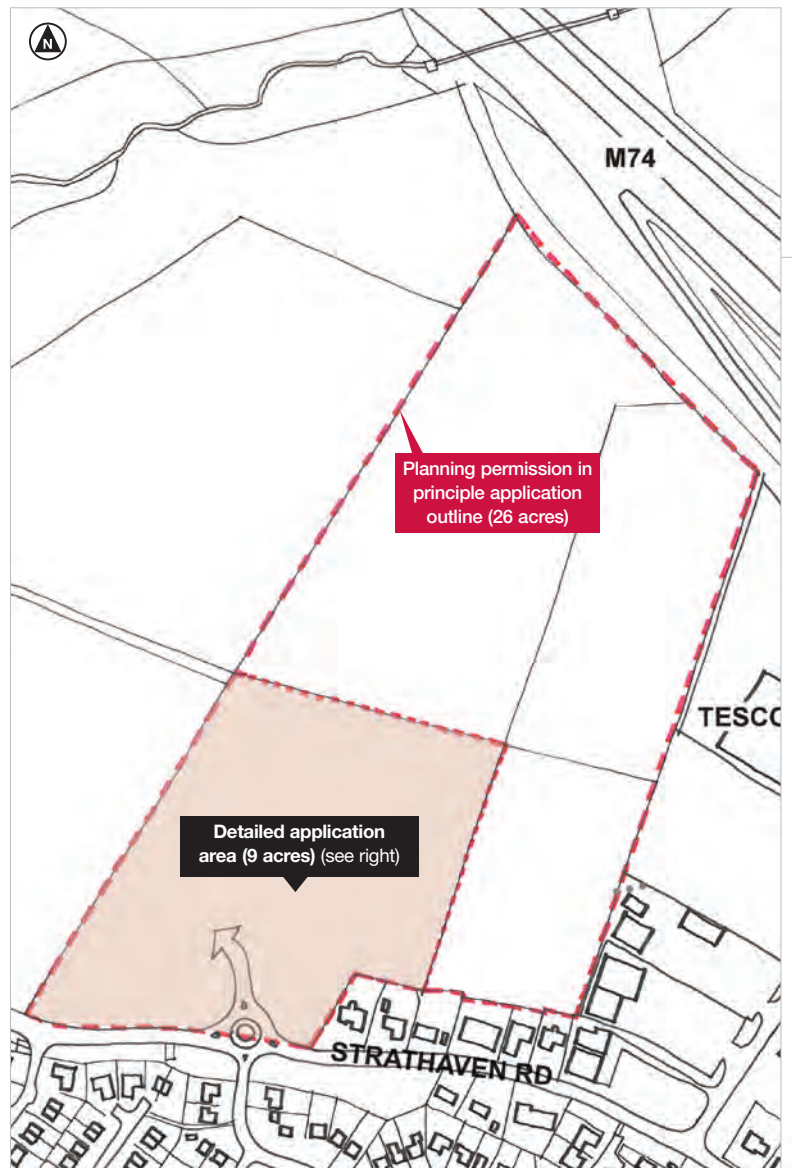 N
M74
Planning permission in
principle application
outline (26 acres)
TESCO
Detailed application
area (9 acres) (see right)
STRATHAVEN RD